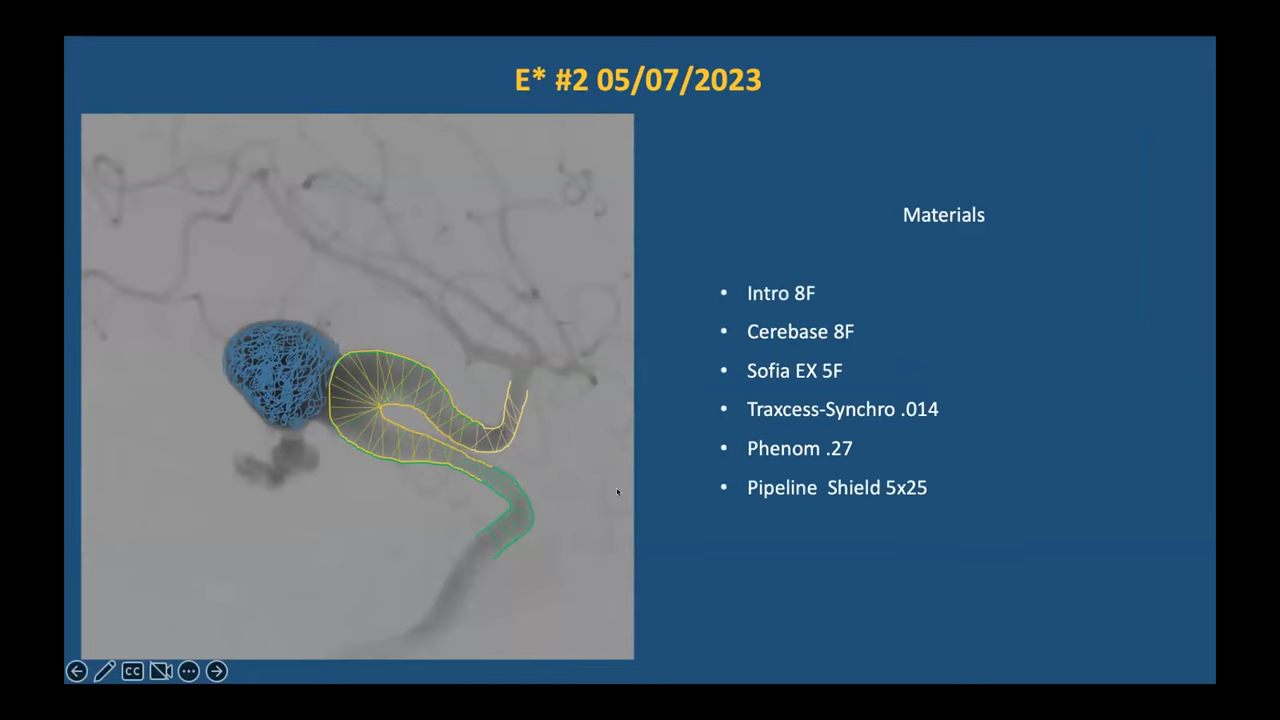 E* #2 05/07/2023
Materials
• Intro 8F
• Cerebase 8F
• Sofia EX 5F
• Traxcess-Synchro .014
• Phenom .27
• Pipeline Shield 5x25
CC